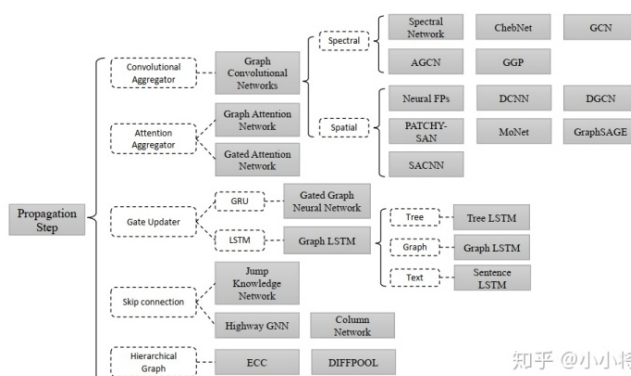 Propagation
Step
Convolutional
Aggregator
Graph
Convolutional
Networks
Spectral
Spectral
Network
ChebNet
GCN
AGCN
GGP
Spatial
Neural FPs
DCNN
DGCN
PATCHY-
SAN
MoNet
GraphSAGE
SACNN
Attention
Aggregator
Graph Attention
Network
Gated Attention
Network
Gate Updater
GRU
Gated Graph
Neural Network
LSTM
Graph LSTM
Tree
Tree LSTM
Graph
Graph LSTM
Text
Sentence
LSTM
Skip connection
Jump
Knowledge
Network
Highway GNN
Column
Network
Hierarchical
Graph
ECC
DIFFPOOL
知乎 @小小将